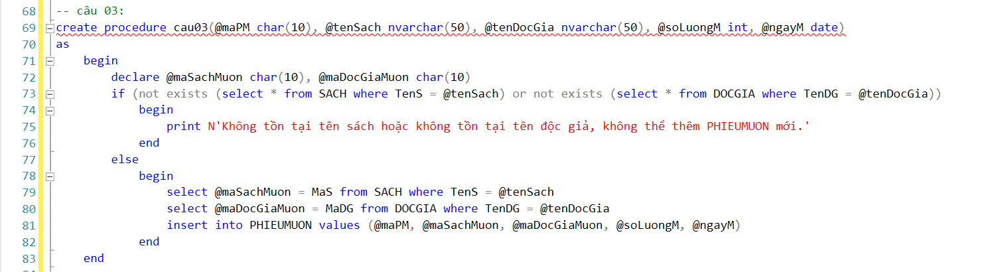 68 -- câu 03:
69 create procedure cau03(@maPM char(10), @tenSach nvarchar(50), @tenDocGia nvarchar(50), @soLuongM int, @ngayM date)
70 as
71 begin
72 declare @maSachMuon char(10), @maDocGiaMuon char(10)
73 if (not exists (select * from SACH where TenS = @tenSach) or not exists (select * from DOCGIA where TenDG = @tenDocGia))
74 begin
75 print N'Không tồn tại tên sách hoặc không tồn tại tên độc giả, không thể thêm PHIEUMUON mới.'
76 end
77 else
78 begin
79 select @maSachMuon = MaS from SACH where TenS = @tenSach
80 select @maDocGiaMuon = MaDG from DOCGIA where TenDG = @tenDocGia
81 insert into PHIEUMUON values (@maPM, @maSachMuon, @maDocGiaMuon, @soLuongM, @ngayM)
82 end
83 end